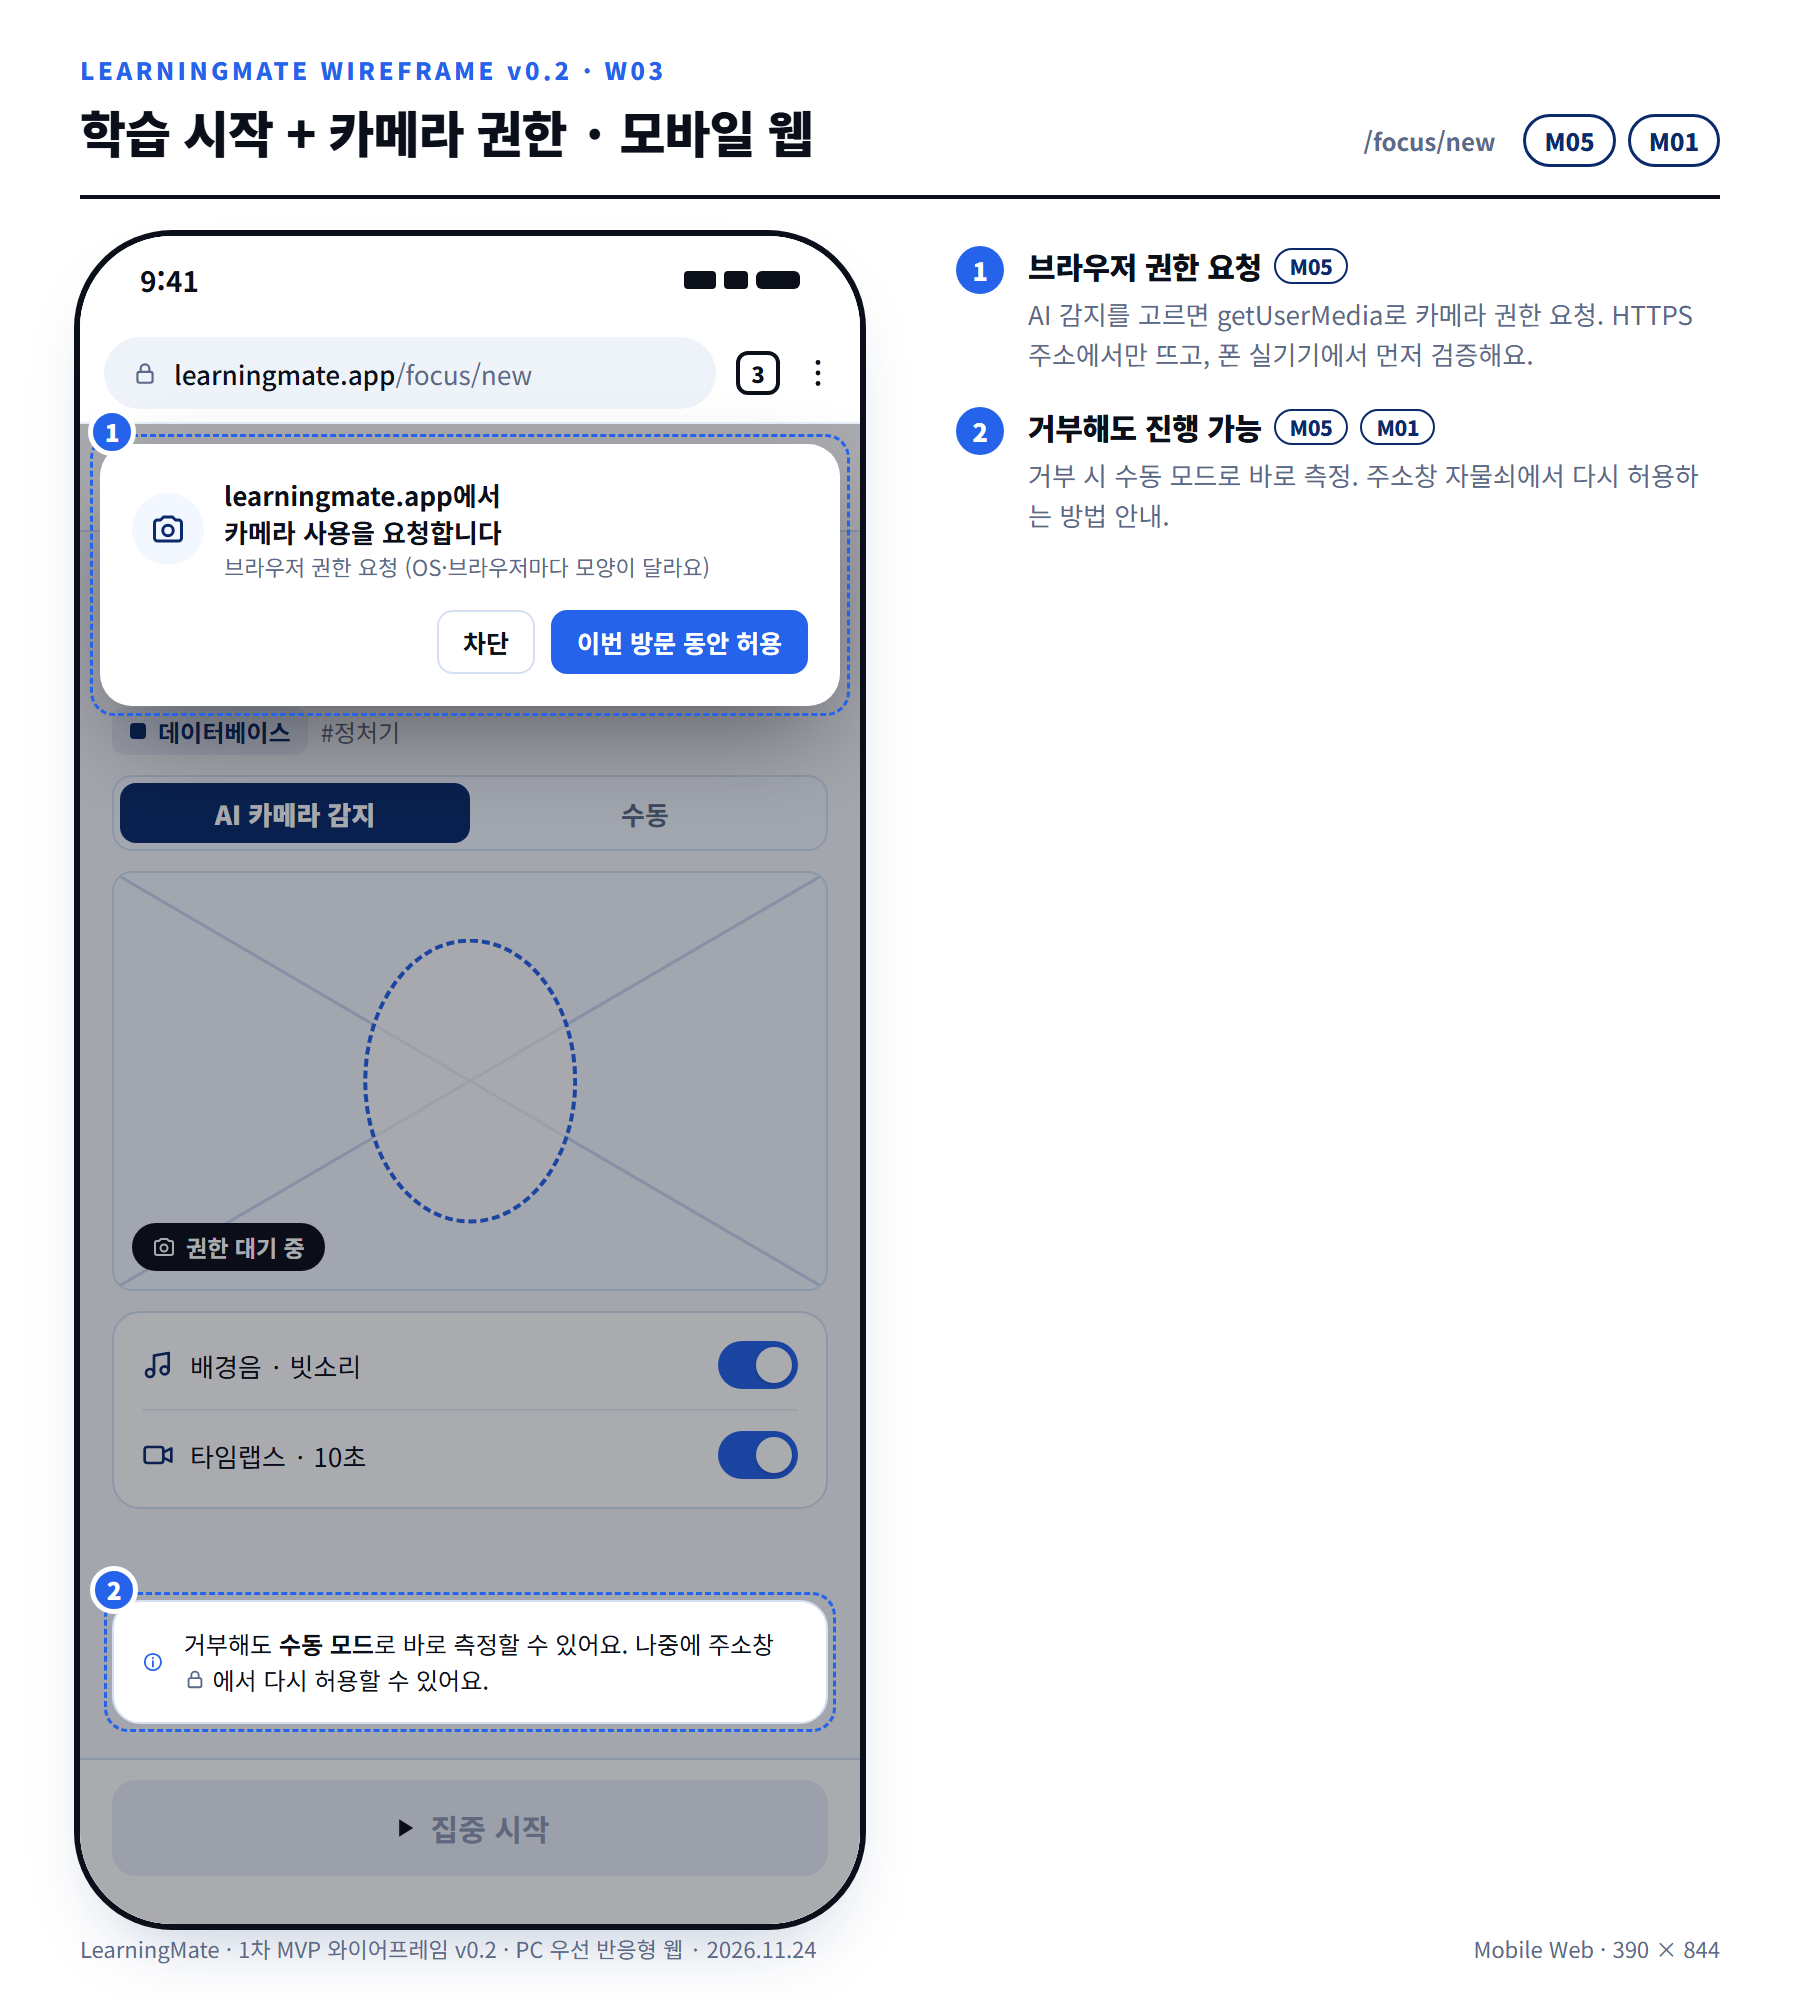 LEARNINGMATE WIREFRAME v0.2 · W03
학습 시작 + 카메라 권한 · 모바일 웹
/focus/new
M05
M01
9:41
learningmate.app/focus/new
3
1
learningmate.app에서
카메라 사용을 요청합니다
브라우저 권한 요청 (OS·브라우저마다 모양이 달라요)
차단
이번 방문 동안 허용
데이터베이스
#정처기
AI 카메라 감지
수동
권한 대기 중
배경음 · 빗소리
타임랩스 · 10초
2
거부해도 수동 모드로 바로 측정할 수 있어요. 나중에 주소창
에서 다시 허용할 수 있어요.
집중 시작
1
브라우저 권한 요청 M05
AI 감지를 고르면 getUserMedia로 카메라 권한 요청. HTTPS
주소에서만 뜨고, 폰 실기기에서 먼저 검증해요.
2
거부해도 진행 가능 M05 M01
거부 시 수동 모드로 바로 측정. 주소창 자물쇠에서 다시 허용하
는 방법 안내.
LearningMate · 1차 MVP 와이어프레임 v0.2 · PC 우선 반응형 웹 · 2026.11.24
Mobile Web · 390 × 844